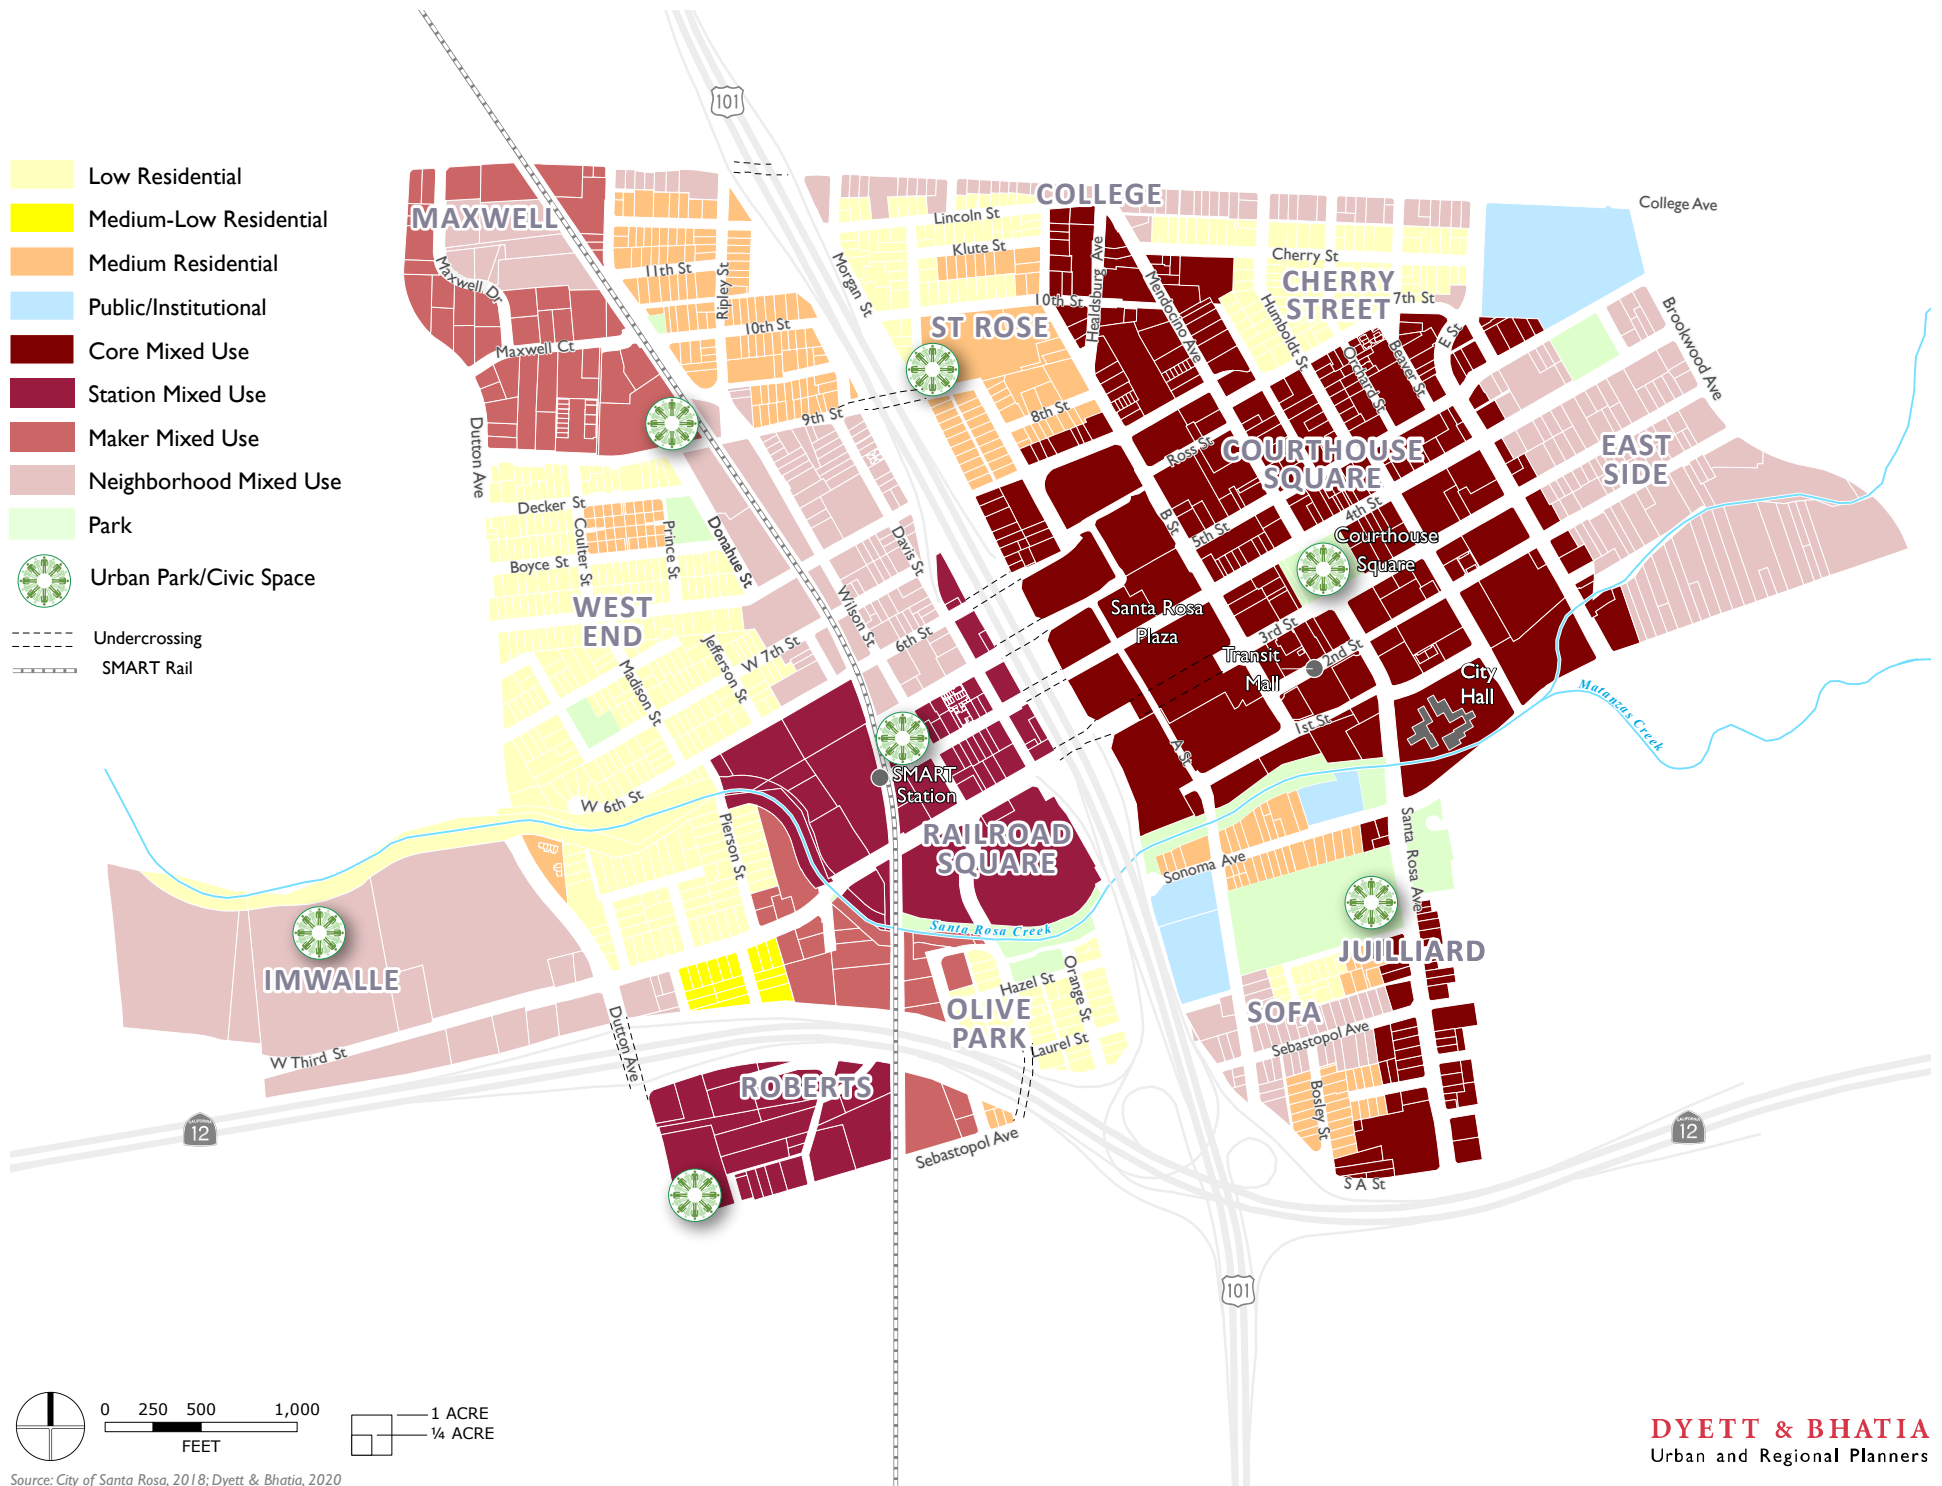 101
Low Residential
Medium-Low Residential
Medium Residential
Public/Institutional
Core Mixed Use
Station Mixed Use
Maker Mixed Use
Neighborhood Mixed Use
Park
Urban Park/Civic Space
Undercrossing
SMART Rail
MAXWELL
COLLEGE
College Ave
Lincoln St
Klute St
Cherry St
CHERRY
STREET
7th St
11th St
Ripley St
Morgan St
Maxwell Dr
10th St
10th St
Healdsburg Ave
Mendocino Ave
Humboldt St
Orchard St
Beaver St
E St
Brookwood Ave
ST ROSE
Maxwell Ct
9th St
8th St
Dutton Ave
Ross St
COURTHOUSE
SQUARE
EAST
SIDE
Decker St
Coulter St
Prince St
Donahue St
Boyce St
Davis St
B St
5th St
4th St
Courthouse
Square
WEST
END
Wilson St
6th St
Santa Rosa
Plaza
3rd St
2nd St
Transit
Mall
City
Hall
Jefferson St
W 7th St
Madison St
Matanzas Creek
1st St
A St
SMART
Station
W 6th St
Pierson St
RAILROAD
SQUARE
Sonoma Ave
Santa Rosa Ave
Santa Rosa Creek
JUILLIARD
IMWALLE
Hazel St
Orange St
OLIVE
PARK
SOFA
Sebastopol Ave
Laurel St
W Third St
Dutton Ave
ROBERTS
Bosley St
CALIFORNIA
12
CALIFORNIA
12
Sebastopol Ave
S A St
101
0 250 500 1,000
FEET
1 ACRE
¼ ACRE
DYETT & BHATIA
Urban and Regional Planners
Source: City of Santa Rosa, 2018; Dyett & Bhatia, 2020